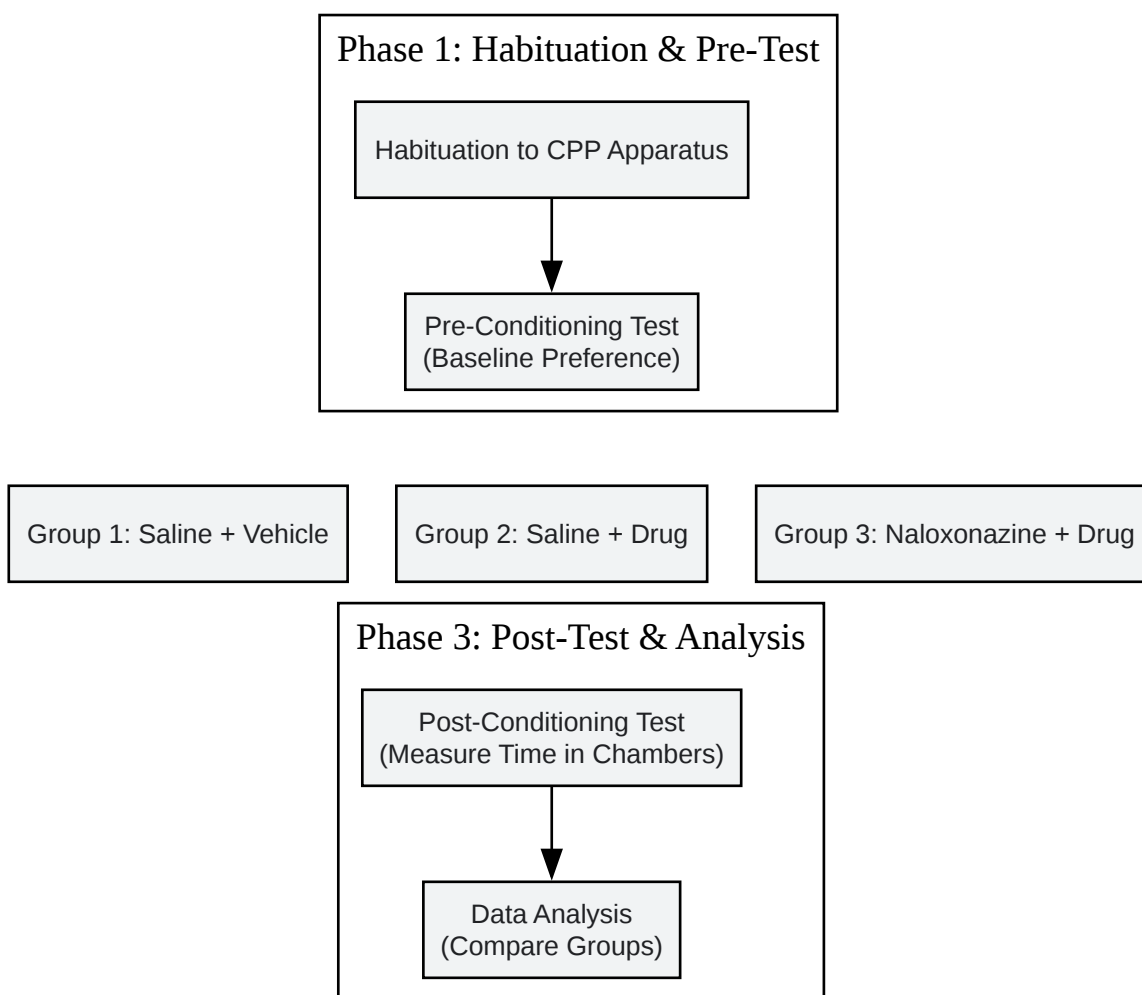 Phase 1: Habituation & Pre-Test
Habituation to CPP Apparatus
Pre-Conditioning Test
(Baseline Preference)
Group 1: Saline + Vehicle
Group 2: Saline + Drug
Group 3: Naloxonazine + Drug
Phase 3: Post-Test & Analysis
Post-Conditioning Test
(Measure Time in Chambers)
Data Analysis
(Compare Groups)